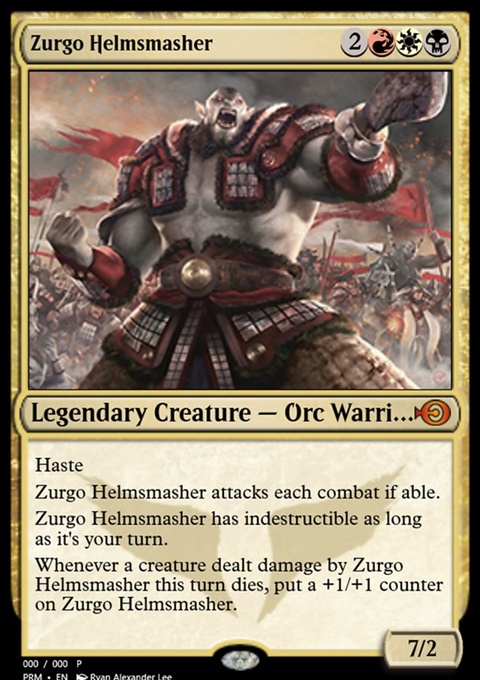 Zurgo Helmsmasher 2
Legendary Creature — Orc Warri...
Haste
Zurgo Helmsmasher attacks each combat if able.
Zurgo Helmsmasher has indestructible as long
as it's your turn.
Whenever a creature dealt damage by Zurgo
Helmsmasher this turn dies, put a +1/+1 counter
on Zurgo Helmsmasher.
7/2
000 / 000 P
PRM • EN Ryan Alexander Lee